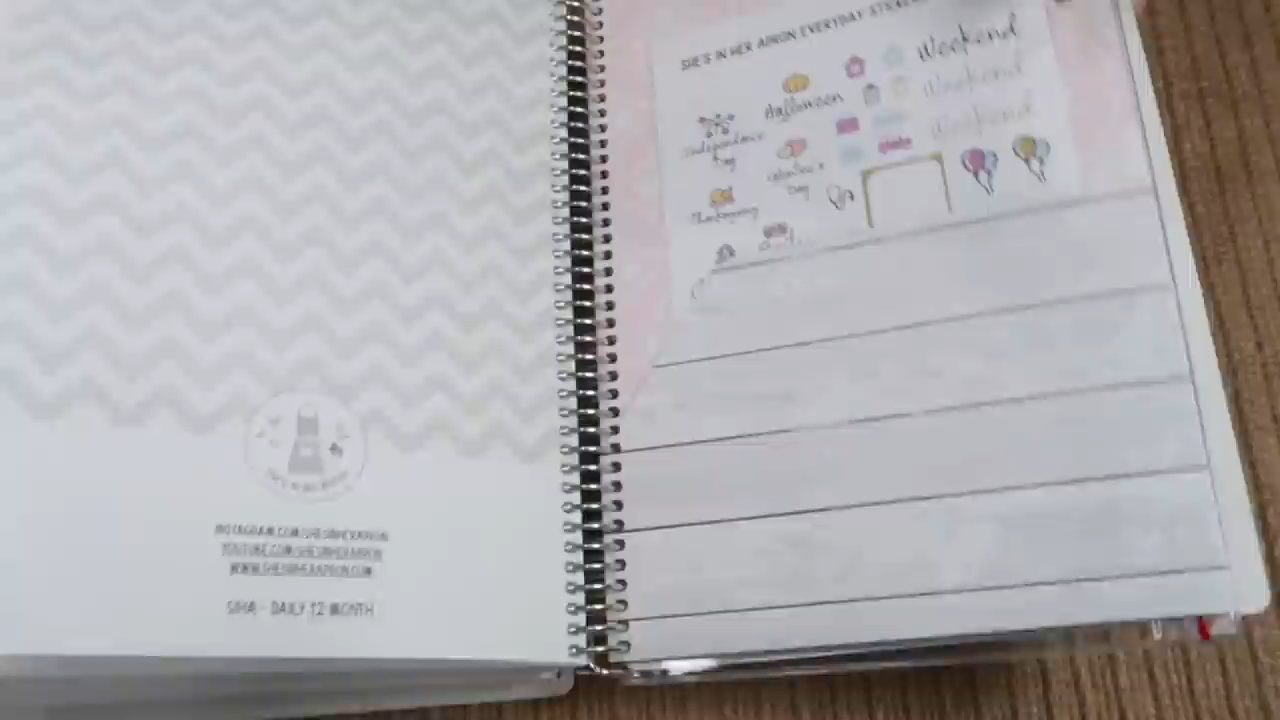 INSTAGRAM.COM/SHESINHERAPRON
YOUTUBE.COM/SHESINHERAPRON
WWW.SHESINHERAPRON.COM
SIHA - DAILY 12 MONTH
SHE'S IN HER APRON EVERYDAY STICKERS
Weekend
Halloween
Weekend
Independence Day
Weekend
Valentine's Day
Thanksgiving